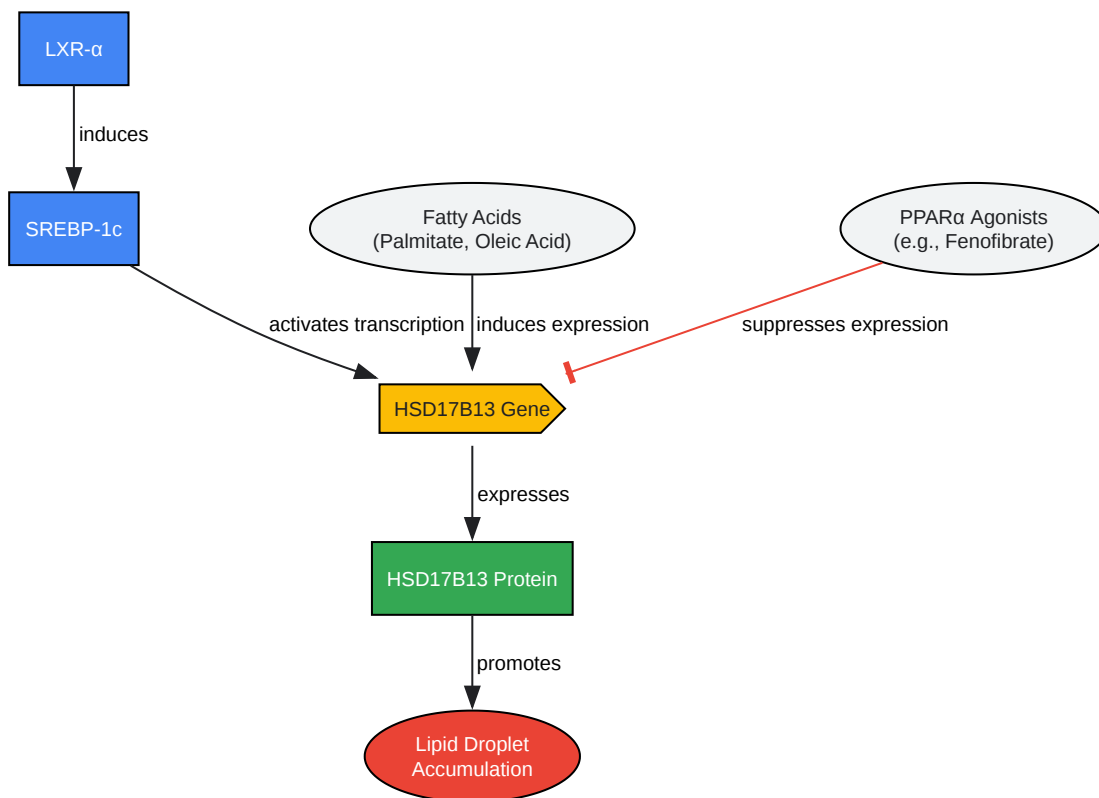 LXR-α
induces
SREBP-1c
Fatty Acids
(Palmitate, Oleic Acid)
PPARα Agonists
(e.g., Fenofibrate)
activates transcription
induces expression
suppresses expression
HSD17B13 Gene
expresses
HSD17B13 Protein
promotes
Lipid Droplet
Accumulation